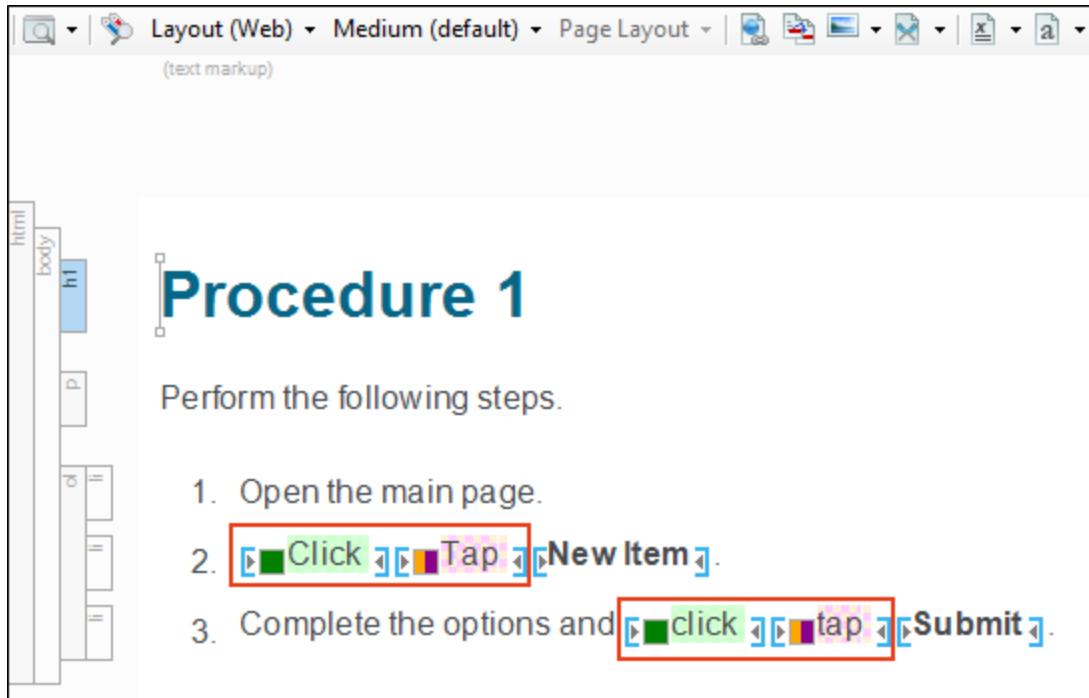 Layout (Web) Medium (default) Page Layout x a
(text markup)
html
body
h1
Procedure 1
p
Perform the following steps.
ol
li
1. Open the main page.
li
2. Click Tap New Item .
li
3. Complete the options and click tap Submit .